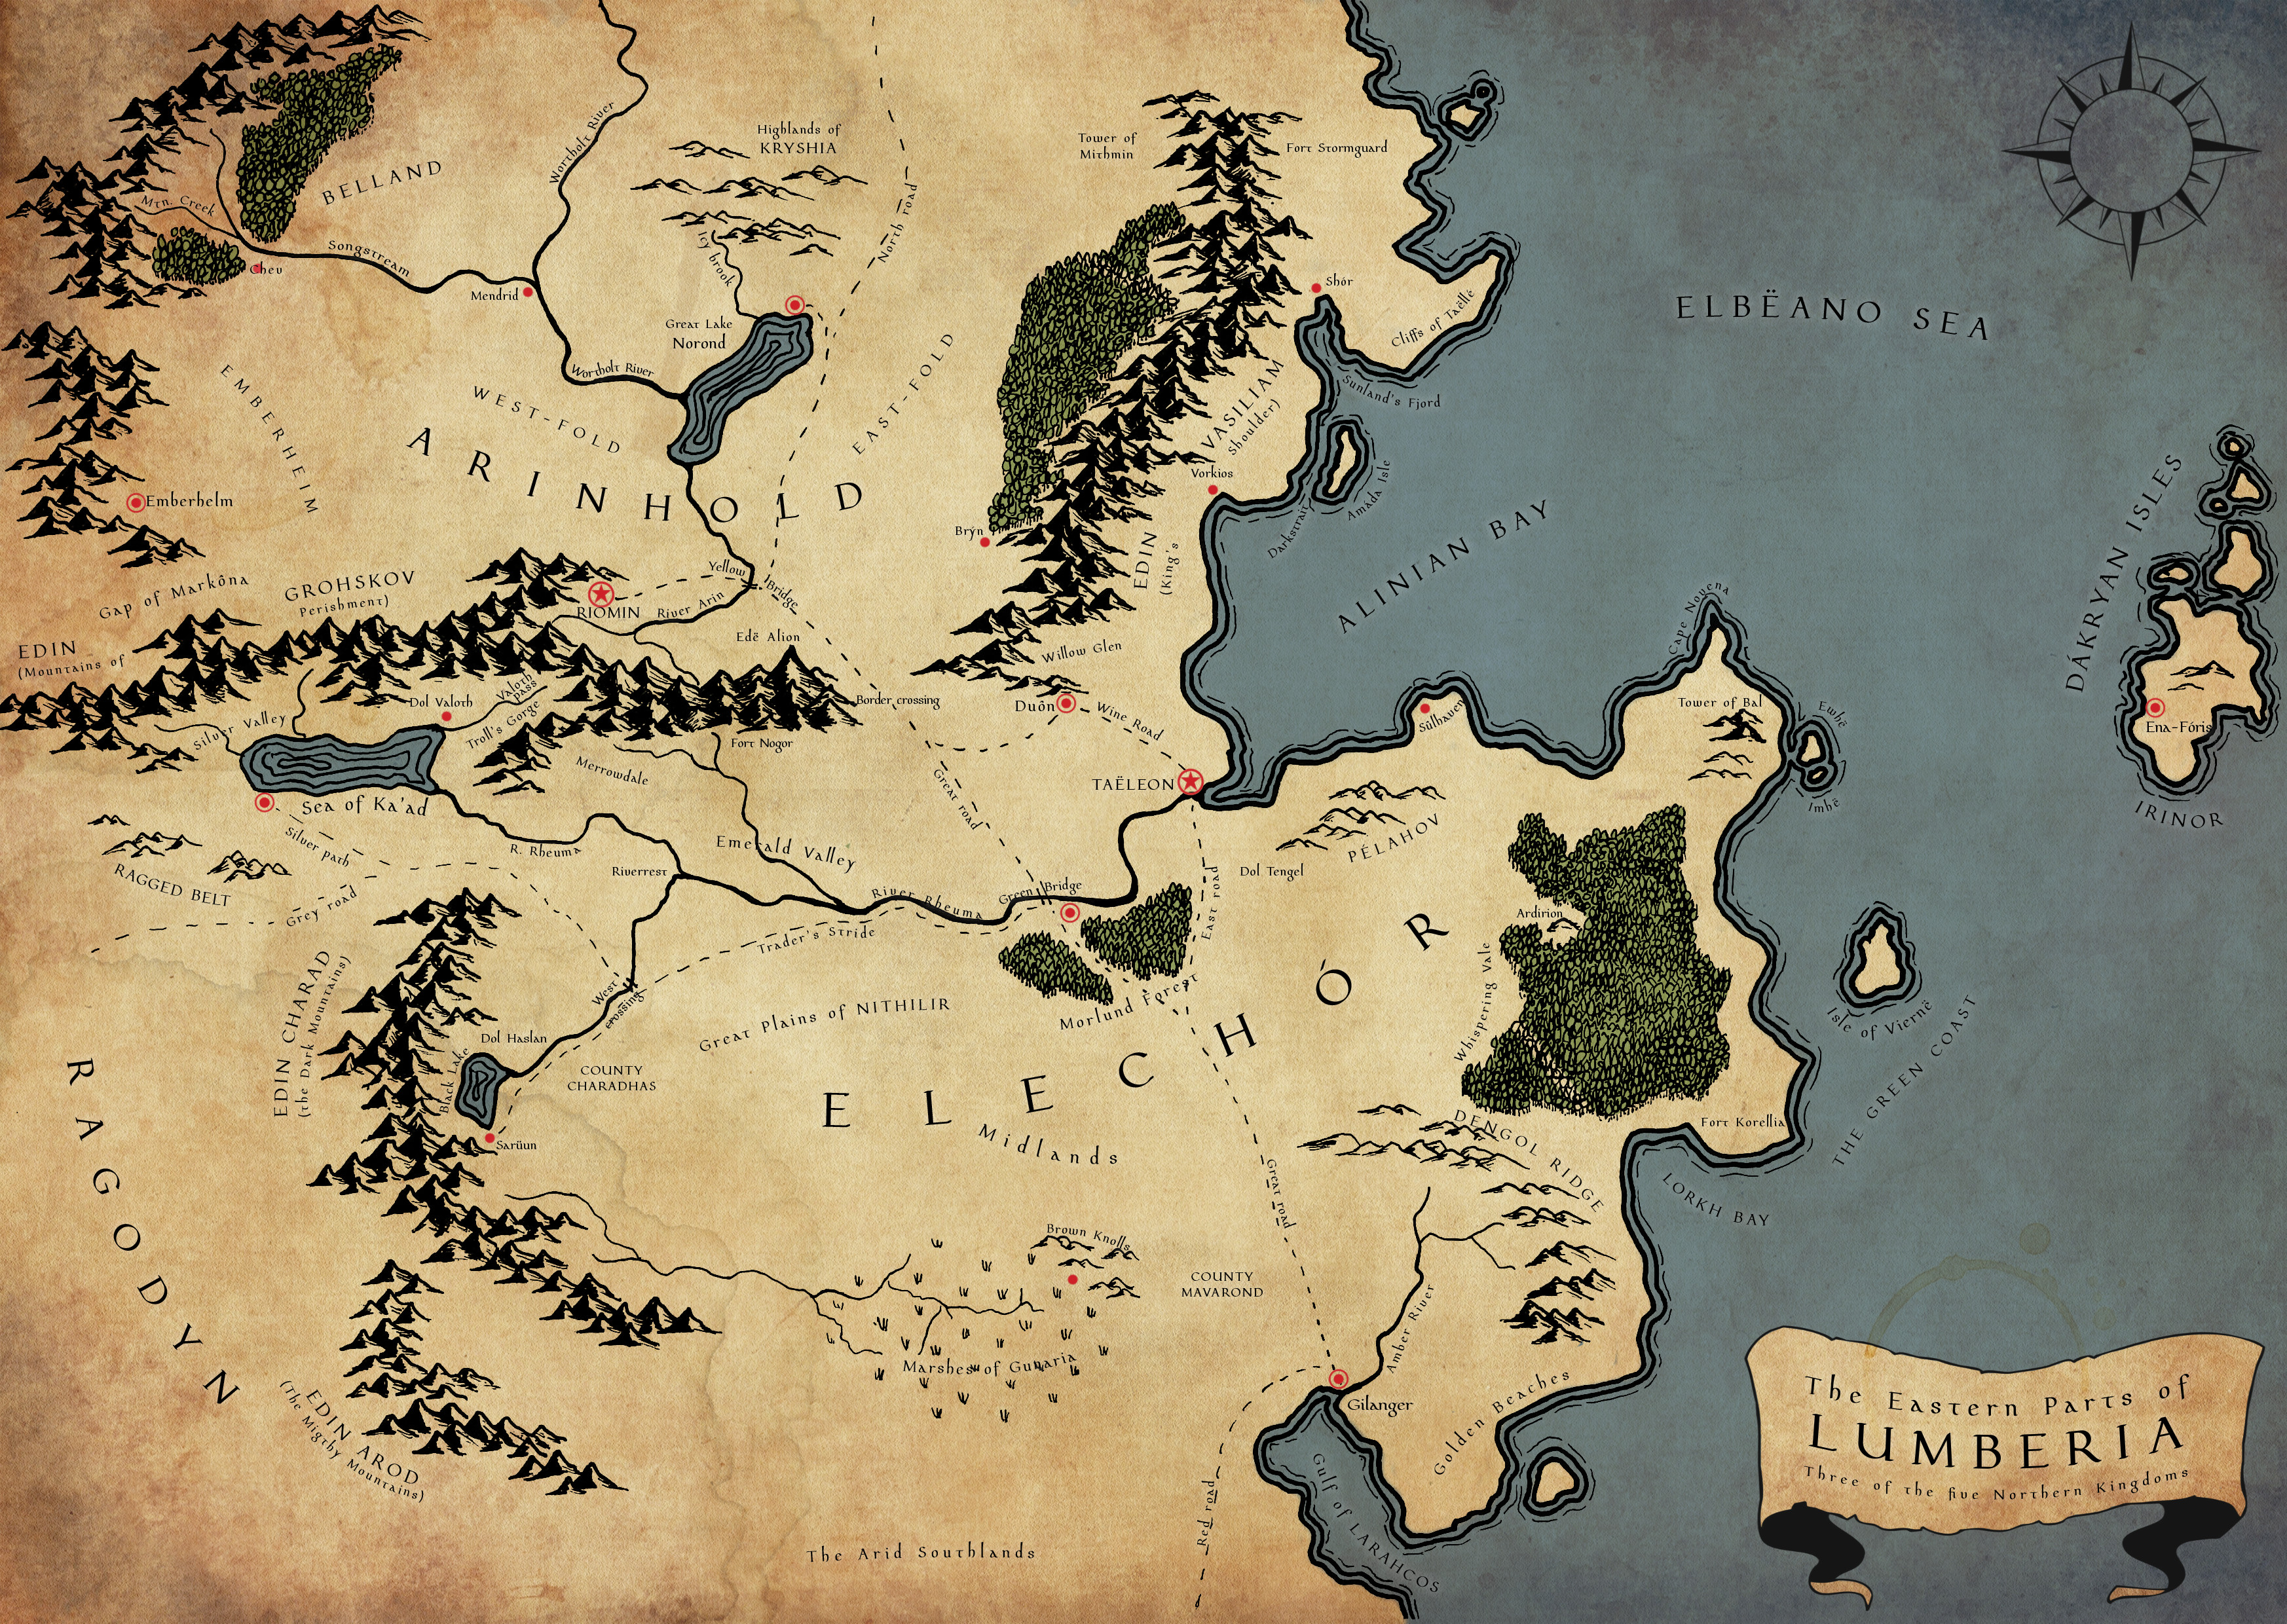 Highlands of
KRYSHIA
Wortholt River
North road
Tower of
Mithmin
Fort Stormguard
BELLAND
Mtn. Creek
Songstream
Cheu
Mendrid
Icy brook
Great Lake
Norond
Wortholt River
Shór
Cliffs of Taëllë
Sunland's Fjord
ELBËANO SEA
EMBERHEIM
WEST-FOLD
EAST-FOLD
ARINHOLD
Emberhelm
EDIN VASILIAM
(King's Shoulder)
Vorkios
Amáda Isle
Darkstrait
Brýn
ALINIAN BAY
DÁKRYAN ISLES
Gap of Markôna
EDIN GROHSKOV
(Mountains of Perishment)
RIOMIN
Yellow Bridge
River Arin
Edë Alion
Willow Glen
Cape Novena
Border crossing
Duôn
Wine Road
Silver Valley
Dol Valoth
Valoth
pass
Troll's Gorge
Fort Nogor
Merrowdale
Súlhaven
Tower of Bal
Ewhë
Imhë
Ena-Fóris
IRINOR
TAËLEON
Great road
Sea of Ka'ad
Silver path
R. Rheuma
Emerald Valley
PÉLAHOV
RAGGED BELT
Grey road
Riverrest
River Rheuma
Green Bridge
Dol Tengel
East road
Trader's Stride
Ardirion
Whispering Vale
EDIN CHARAD
(the Dark Mountains)
West
crossing
Great Plains of NITHILIR
Morlund Forest
Isle of Viernë
THE GREEN COAST
Dol Haslan
Black Lake
COUNTY
CHARADHAS
ELECHÓR
Midlands
Sarüun
DENGOL RIDGE
Fort Korellia
LORKH BAY
RAGODYN
Great road
Brown Knolls
COUNTY
MAVAROND
Amber River
Marshes of Gunaria
EDIN AROD
(The Migthy Mountains)
Gilanger
Golden Beaches
Gulf of LARAHCOS
Red road
The Arid Southlands
The Eastern Parts of
LUMBERIA
Three of the five Northern Kingdoms